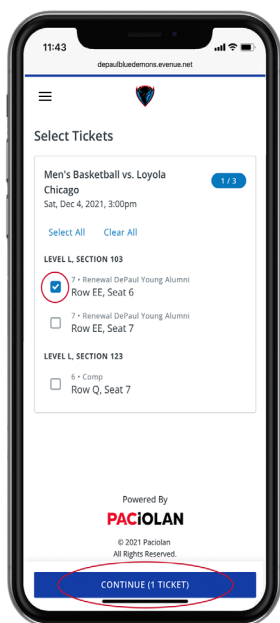 11:43
depaulbluedemons.evenue.net
Select Tickets
Men's Basketball vs. Loyola
Chicago
1 / 3
Sat, Dec 4, 2021, 3:00pm
Select All Clear All
LEVEL L, SECTION 103
7 • Renewal DePaul Young Alumni
Row EE, Seat 6
7 • Renewal DePaul Young Alumni
Row EE, Seat 7
LEVEL L, SECTION 123
6 • Comp
Row Q, Seat 7
Powered By
PACiOLAN
© 2021 Paciolan
All Rights Reserved.
CONTINUE (1 TICKET)